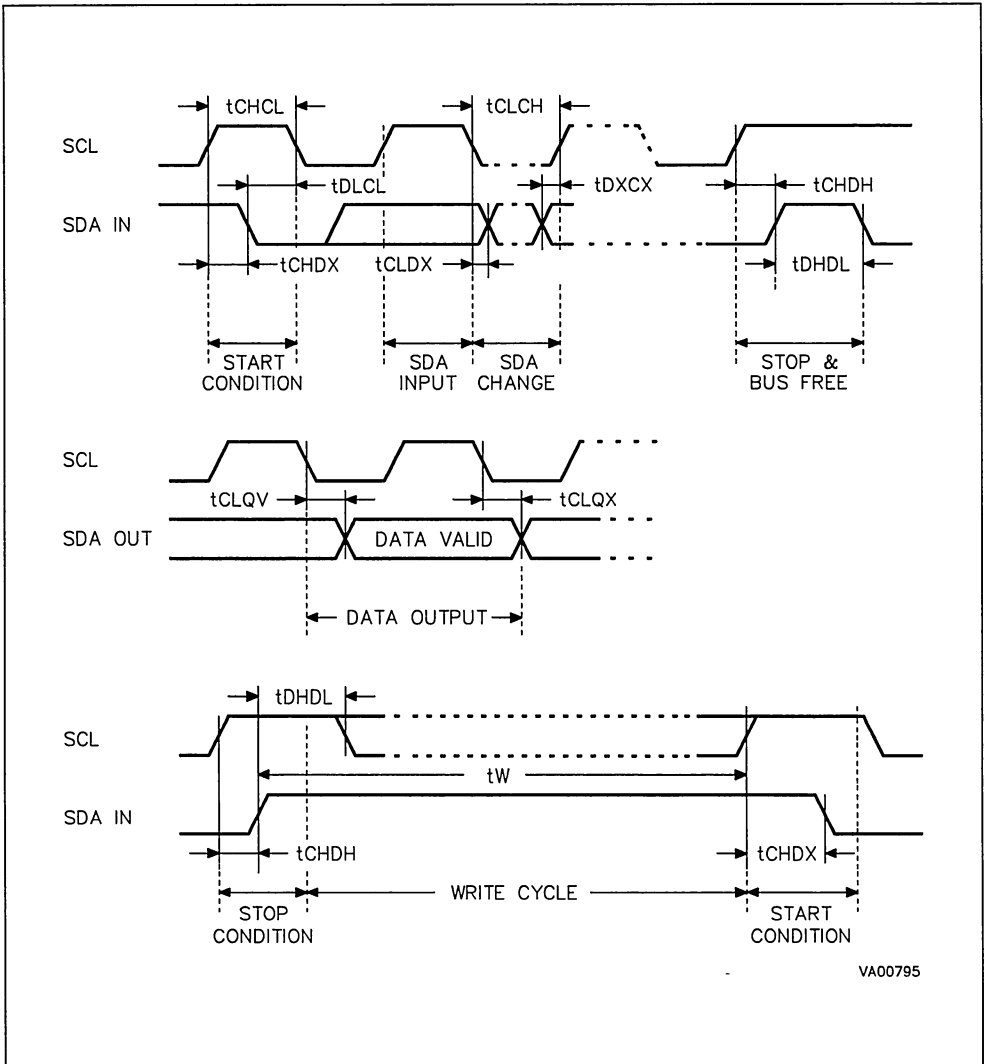 tCHCL
tCLCH
SCL
tDLCL
tDXCX
tCHDH
SDA IN
tCHDX
tCLDX
tDHDL
START
CONDITION
SDA
INPUT
SDA
CHANGE
STOP &
BUS FREE
SCL
tCLQV
tCLQX
SDA OUT
DATA VALID
DATA OUTPUT
tDHDL
SCL
tW
SDA IN
tCHDH
tCHDX
WRITE CYCLE
STOP
CONDITION
START
CONDITION
VA00795